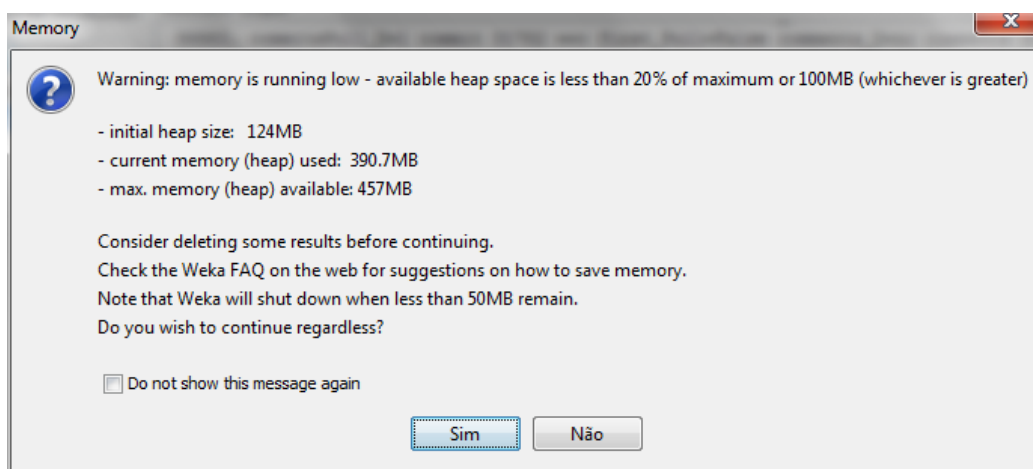 Memory
Warning: memory is running low - available heap space is less than 20% of maximum or 100MB (whichever is greater)
- initial heap size: 124MB
- current memory (heap) used: 390.7MB
- max. memory (heap) available: 457MB
Consider deleting some results before continuing.
Check the Weka FAQ on the web for suggestions on how to save memory.
Note that Weka will shut down when less than 50MB remain.
Do you wish to continue regardless?
Do not show this message again
Sim Não